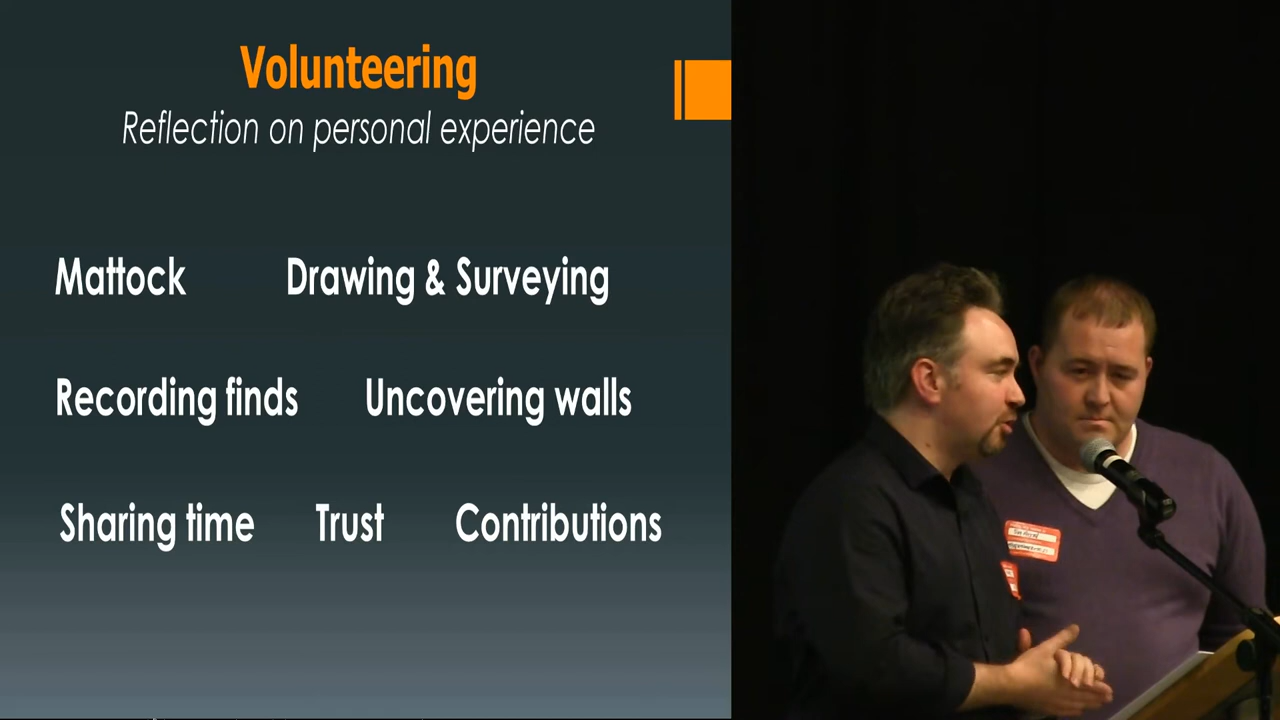 Volunteering
Reflection on personal experience
Mattock Drawing & Surveying
Recording finds Uncovering walls
Sharing time Trust Contributions